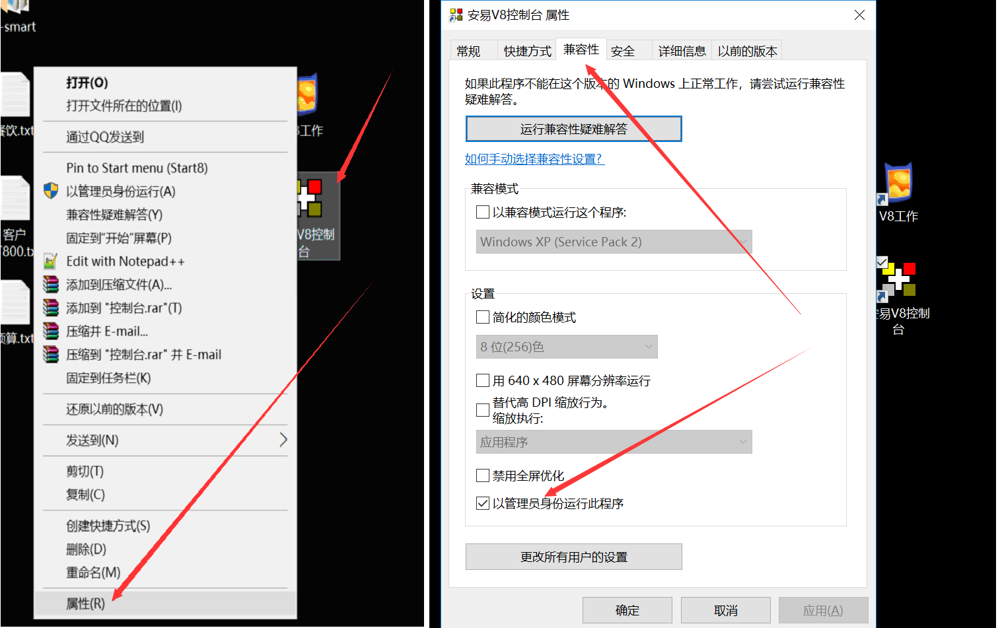 -smart
餐饮.txt
客户
T800.tx
预算.txt
打开(O)
打开文件所在的位置(I)
通过QQ发送到
Pin to Start menu (Start8)
以管理员身份运行(A)
兼容性疑难解答(Y)
固定到"开始"屏幕(P)
Edit with Notepad++
添加到压缩文件(A)...
添加到 "控制台.rar"(T)
压缩并 E-mail...
压缩到 "控制台.rar" 并 E-mail
固定到任务栏(K)
还原以前的版本(V)
发送到(N)
剪切(T)
复制(C)
创建快捷方式(S)
删除(D)
重命名(M)
属性(R)
8工作
V8控制
台
安易V8控制台 属性
常规
快捷方式
兼容性
安全
详细信息
以前的版本
如果此程序不能在这个版本的 Windows 上正常工作，请尝试运行兼容性
疑难解答。
运行兼容性疑难解答
如何手动选择兼容性设置?
兼容模式
以兼容模式运行这个程序:
Windows XP (Service Pack 2)
设置
简化的颜色模式
8 位(256)色
用 640 x 480 屏幕分辨率运行
替代高 DPI 缩放行为。
缩放执行:
应用程序
禁用全屏优化
以管理员身份运行此程序
更改所有用户的设置
确定
取消
应用(A)
V8工作
安易V8控制
台